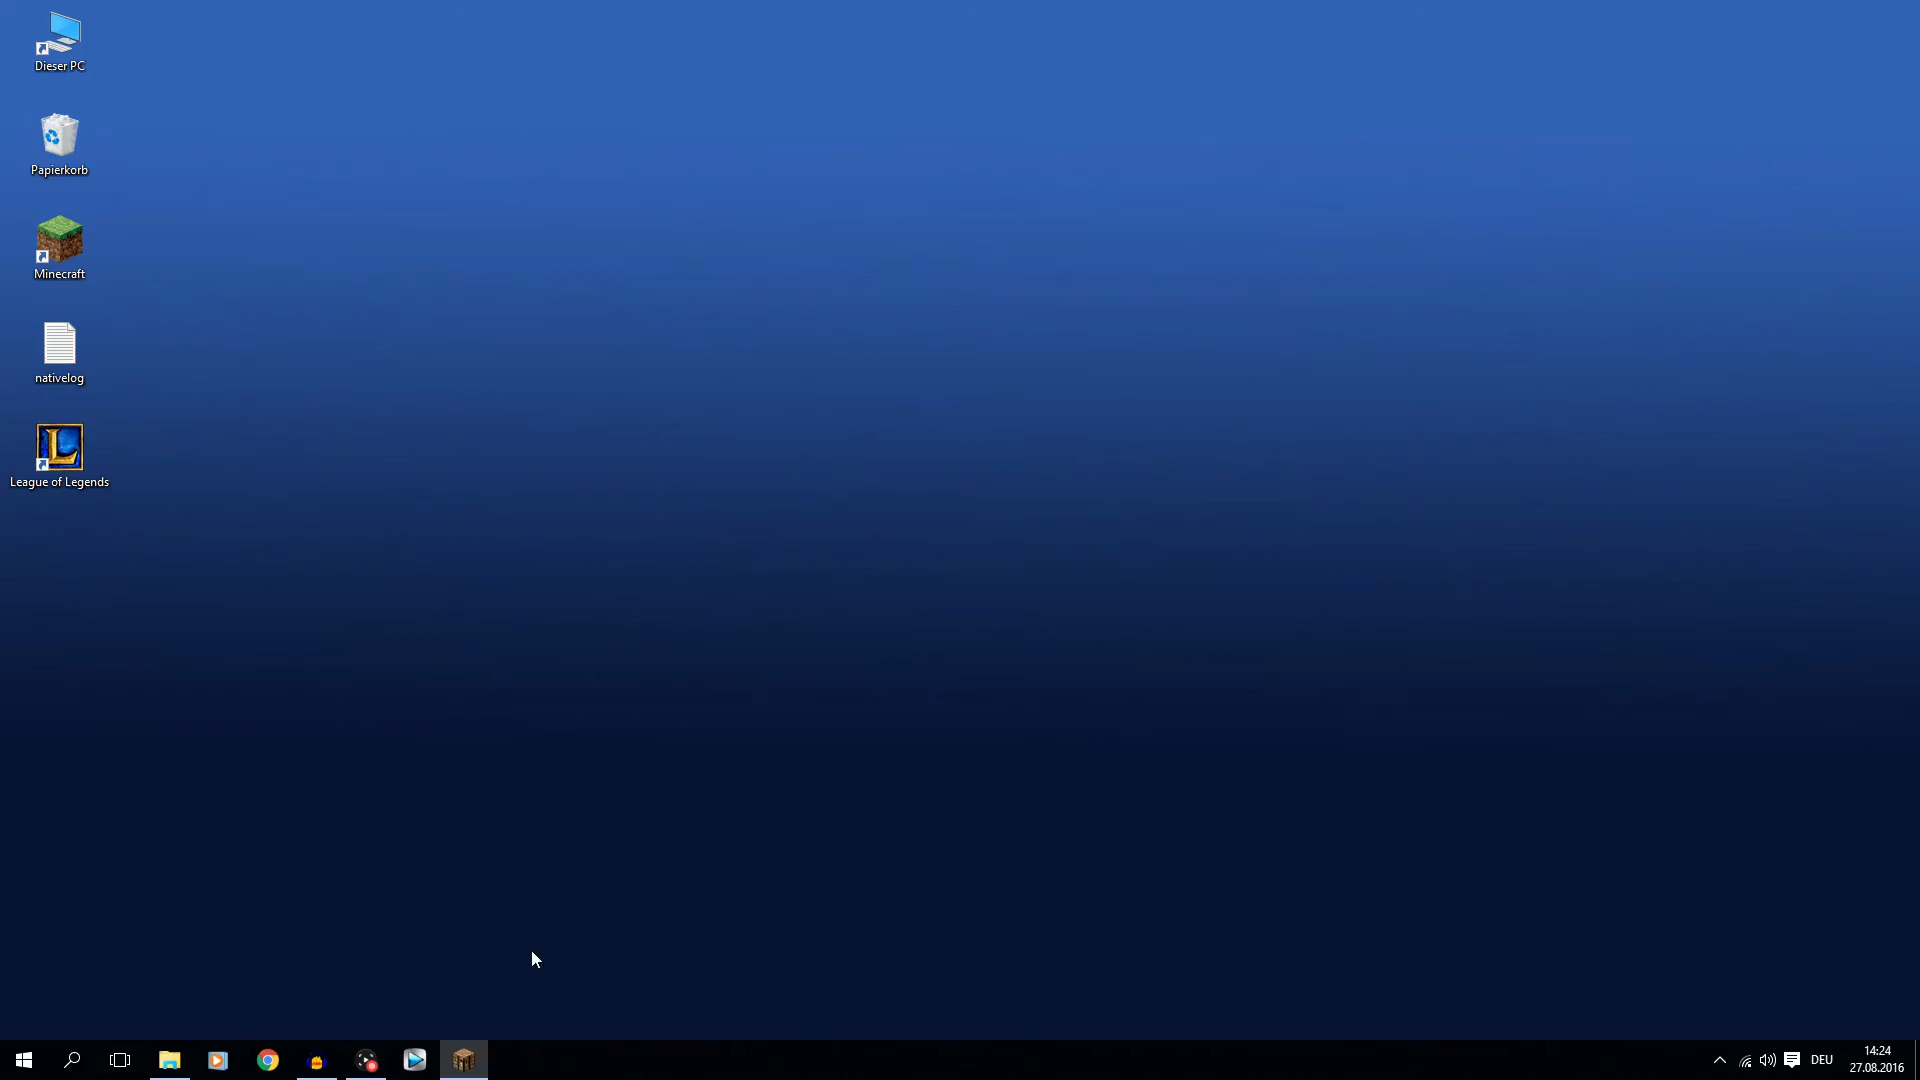 Dieser PC
Papierkorb
Minecraft
nativelog
League of Legends
DEU
14:24
27.08.2016